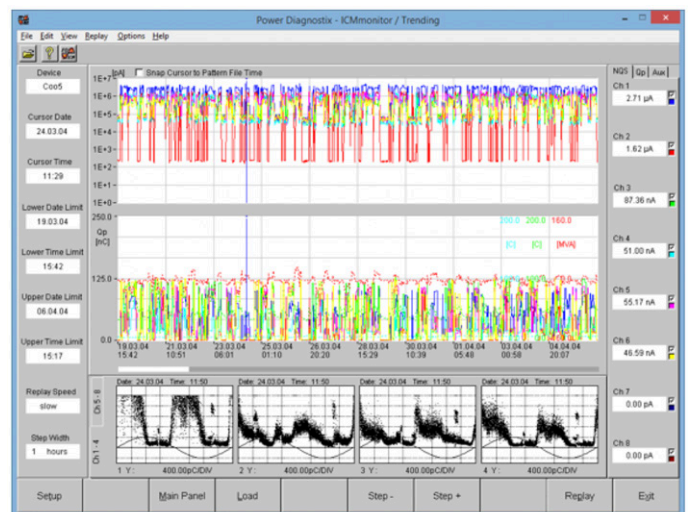 Power Diagnostix - ICMmonitor / Trending
File Edit View Replay Options Help
Device
Coo5
Cursor Date
24.03.04
Cursor Time
11:29
Lower Date Limit
19.03.04
Lower Time Limit
15:42
Upper Date Limit
06.04.04
Upper Time Limit
15:17
Replay Speed
slow
Step Width
1 hours
[pA] Snap Cursor to Pattern File Time
1E+7
1E+6
1E+5
1E+4
1E+3
1E+2
1E+1
1E+0
250.0
Qp
[nC]
125.0
0.0
200.0 200.0 160.0
[C] [C] [MVA]
19.03.04 21.03.04 23.03.04 25.03.04 26.03.04 28.03.04 30.03.04 01.04.04 02.04.04 04.04.04
15:42 10:51 06:01 01:10 20:20 15:29 10:39 05:48 00:58 20:07
Ch 5 - 8
Ch 1 - 4
Date: 24.03.04 Time: 11:50
1 Y: 400.00pC/DIV
Date: 24.03.04 Time: 11:50
2 Y: 400.00pC/DIV
Date: 24.03.04 Time: 11:50
3 Y: 400.00pC/DIV
Date: 24.03.04 Time: 11:50
4 Y: 400.00pC/DIV
NQS Qp Aux
Ch 1
2.71 µA
Ch 2
1.62 µA
Ch 3
87.36 nA
Ch 4
51.00 nA
Ch 5
55.17 nA
Ch 6
46.59 nA
Ch 7
0.00 pA
Ch 8
0.00 pA
Setup Main Panel Load Step - Step + Replay Exit